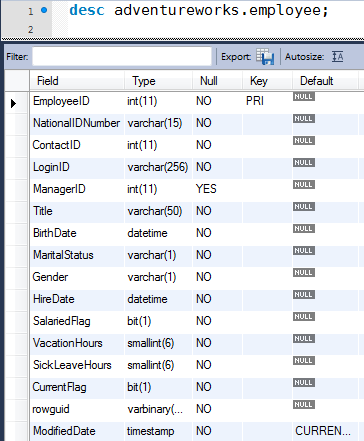 1 desc adventureworks.employee;
2
Filter: Export: Autosize: IA
Field Type Null Key Default
EmployeeID int(11) NO PRI NULL
NationalIDNumber varchar(15) NO NULL
ContactID int(11) NO NULL
LoginID varchar(256) NO NULL
ManagerID int(11) YES NULL
Title varchar(50) NO NULL
BirthDate datetime NO NULL
MaritalStatus varchar(1) NO NULL
Gender varchar(1) NO NULL
HireDate datetime NO NULL
SalariedFlag bit(1) NO NULL
VacationHours smallint(6) NO NULL
SickLeaveHours smallint(6) NO NULL
CurrentFlag bit(1) NO NULL
rowguid varbinary(... NO NULL
ModifiedDate timestamp NO CURREN...